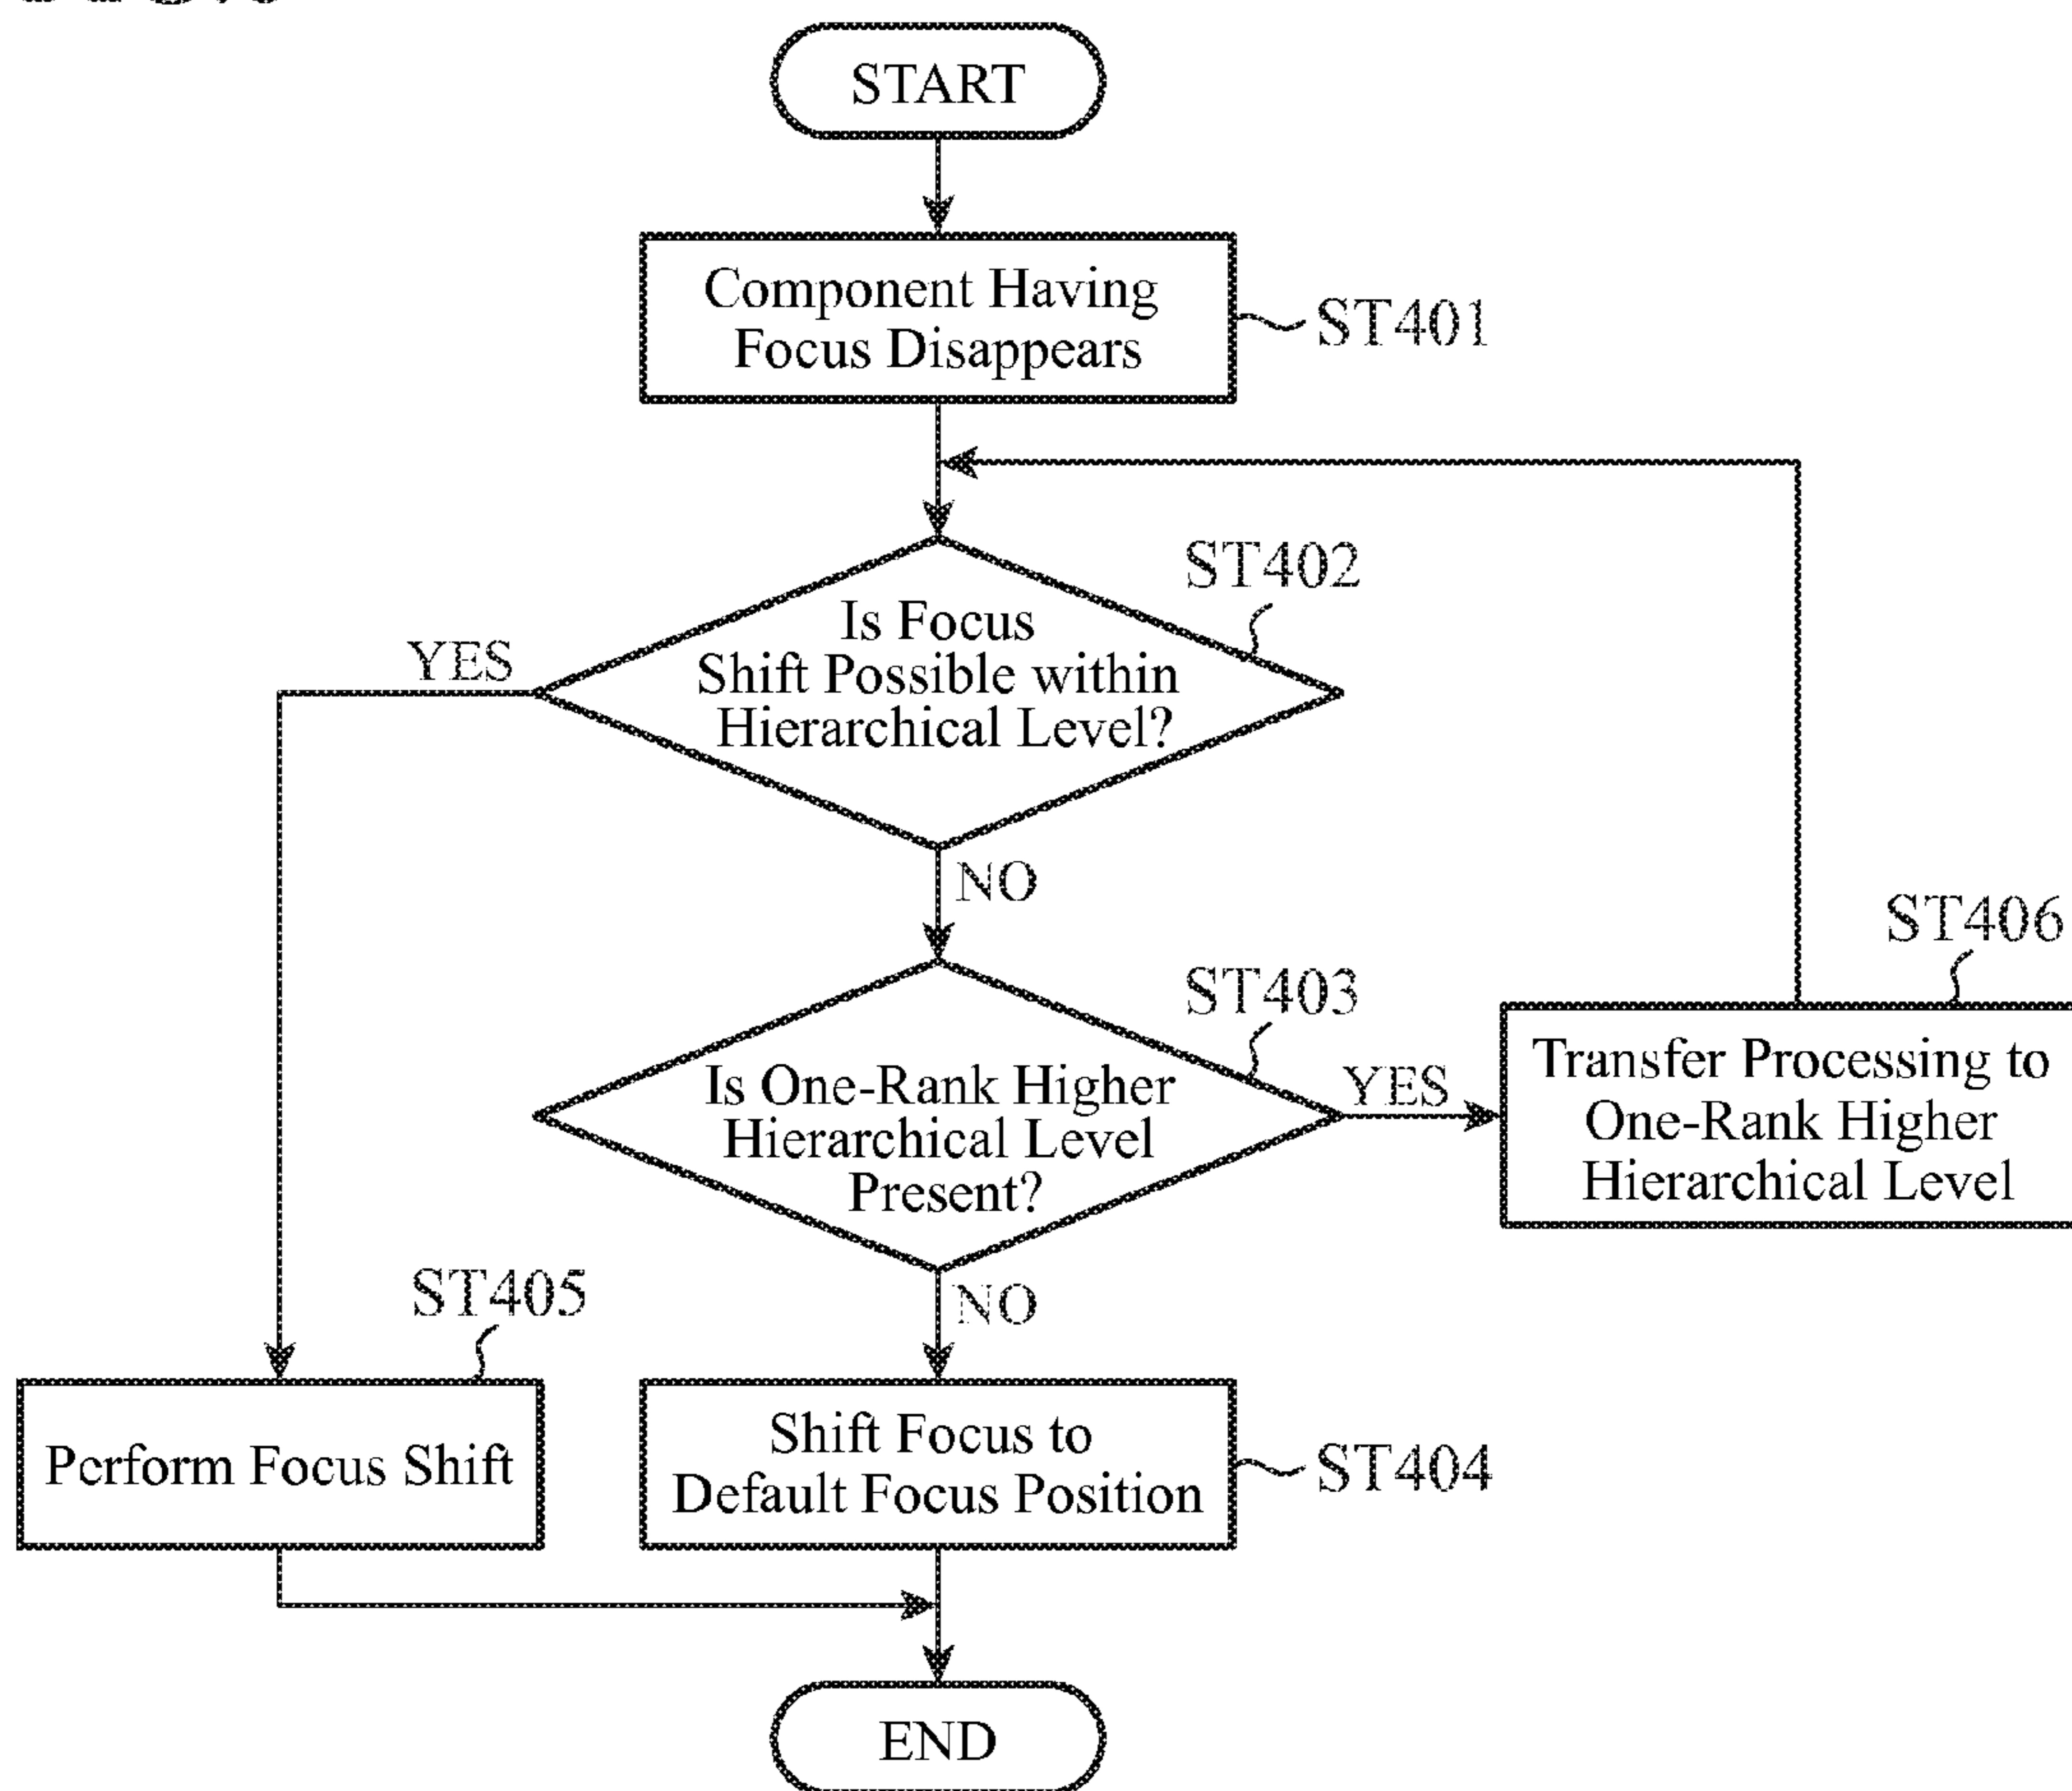 START
Component Having
Focus Disappears
ST401
ST402
Is Focus
Shift Possible within
Hierarchical Level?
YES
NO
ST403
Is One-Rank Higher
Hierarchical Level
Present?
YES
ST406
Transfer Processing to
One-Rank Higher
Hierarchical Level
NO
ST405
Perform Focus Shift
Shift Focus to
Default Focus Position
ST404
END